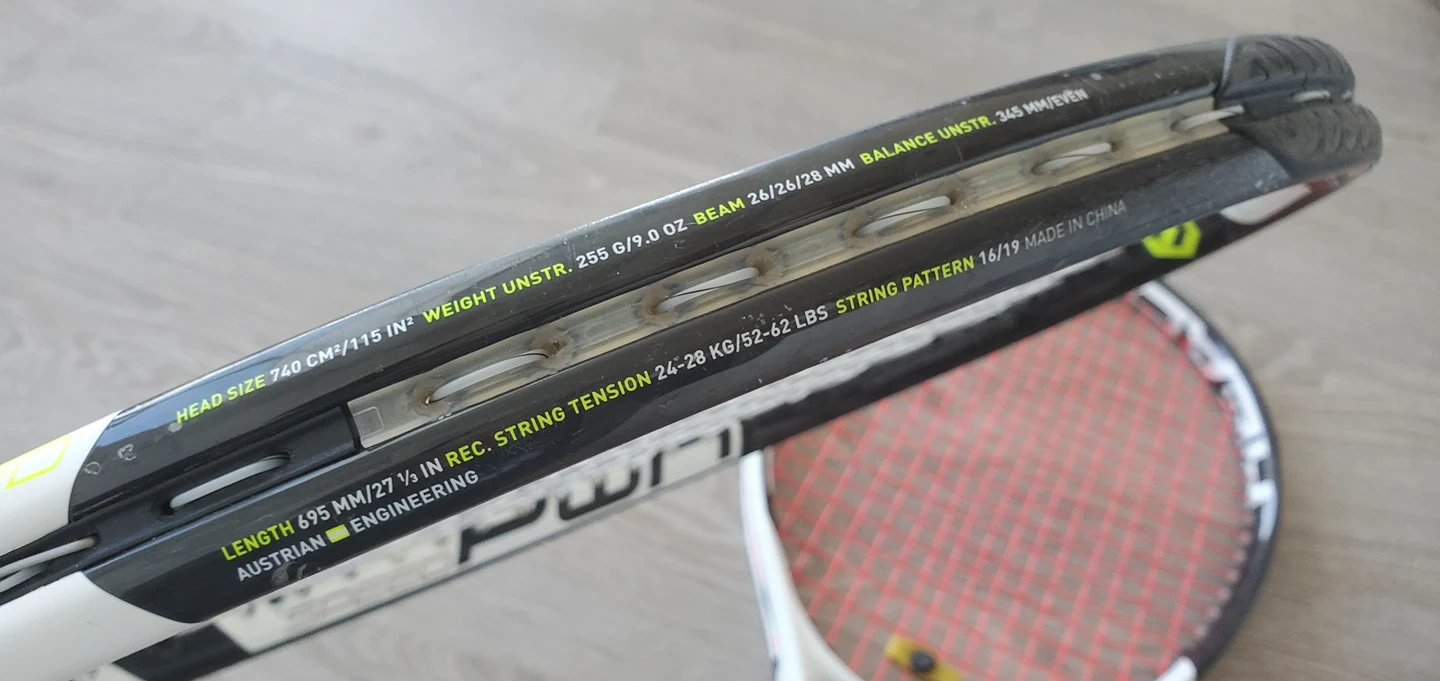 HEAD SIZE 740 CM²/115 IN² WEIGHT UNSTR. 255 G/9.0 OZ BEAM 26/26/28 MM BALANCE UNSTR. 345 MM/EVEN
LENGTH 695 MM/27 ⅓ IN REC. STRING TENSION 24-28 KG/52-62 LBS STRING PATTERN 16/19 MADE IN CHINA
AUSTRIAN ENGINEERING
PWR